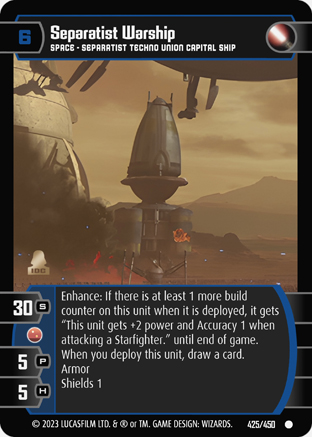 6
Separatist Warship
SPACE - SEPARATIST TECHNO UNION CAPITAL SHIP
IDC
30 S
5 P
5 H
Enhance: If there is at least 1 more build
counter on this unit when it is deployed, it gets
“This unit gets +2 power and Accuracy 1 when
attacking a Starfighter.” until end of game.
When you deploy this unit, draw a card.
Armor
Shields 1
© 2023 LUCASFILM LTD. & ® or TM. GAME DESIGN: WIZARDS. 425/450